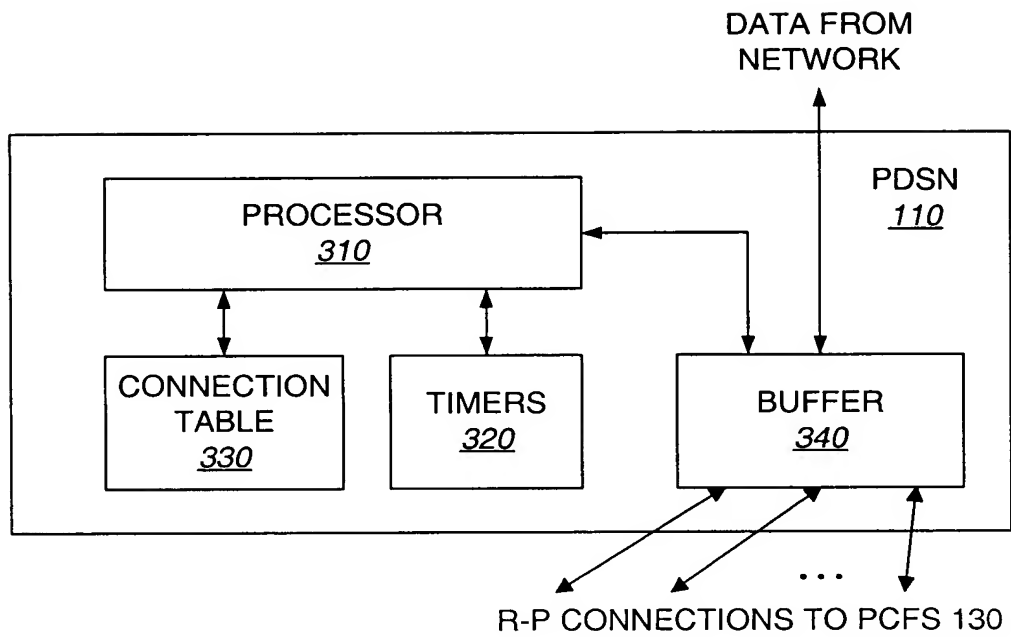 DATA FROM
NETWORK
PDSN
110
PROCESSOR
310
CONNECTION
TABLE
330
TIMERS
320
BUFFER
340
...
R-P CONNECTIONS TO PCFS 130